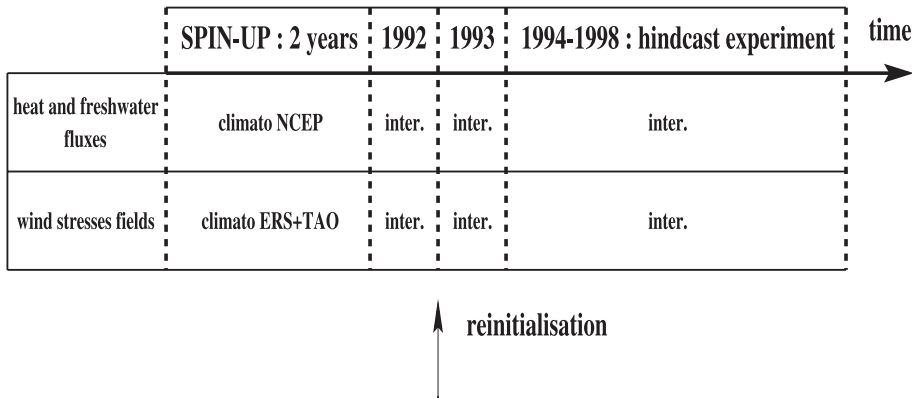 SPIN-UP : 2 years 1992 1993 1994-1998 : hindcast experiment time
heat and freshwater
fluxes
climato NCEP inter. inter. inter.
wind stresses fields climato ERS+TAO inter. inter. inter.
reinitialisation